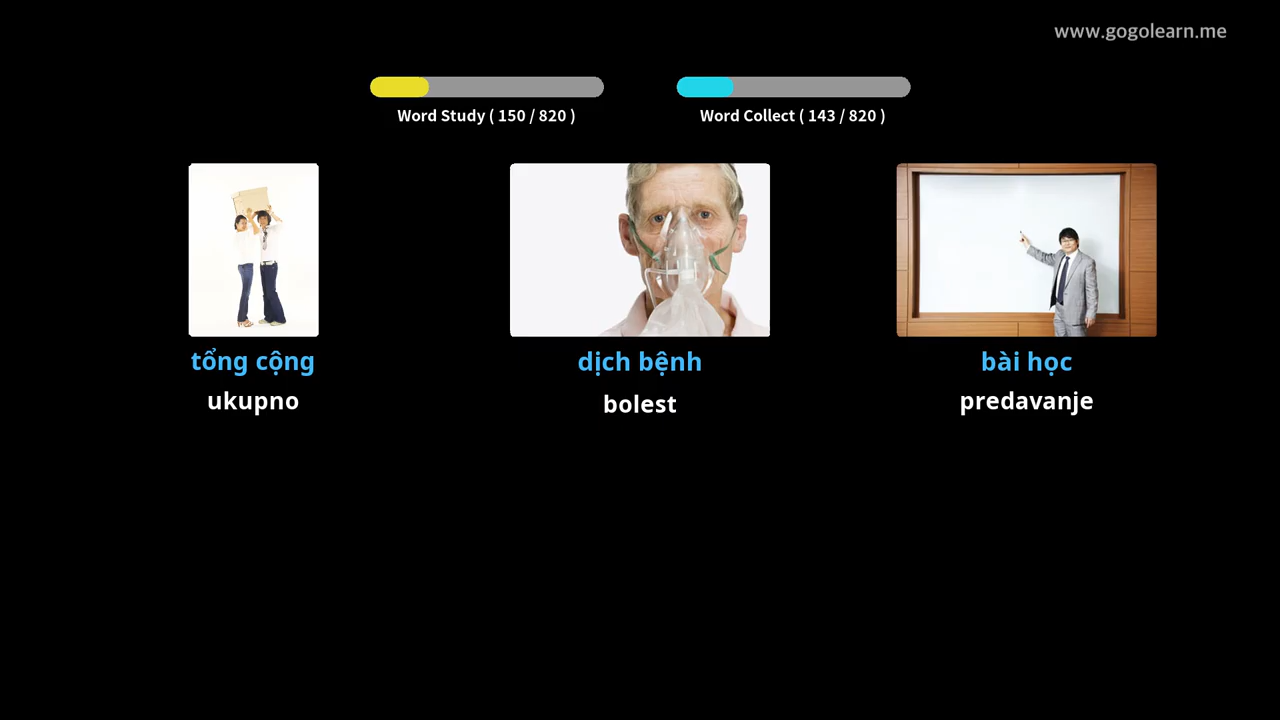 www.gogolearn.me
Word Study ( 150 / 820 )
Word Collect ( 143 / 820 )
tổng cộng
ukupno
dịch bệnh
bolest
bài học
predavanje